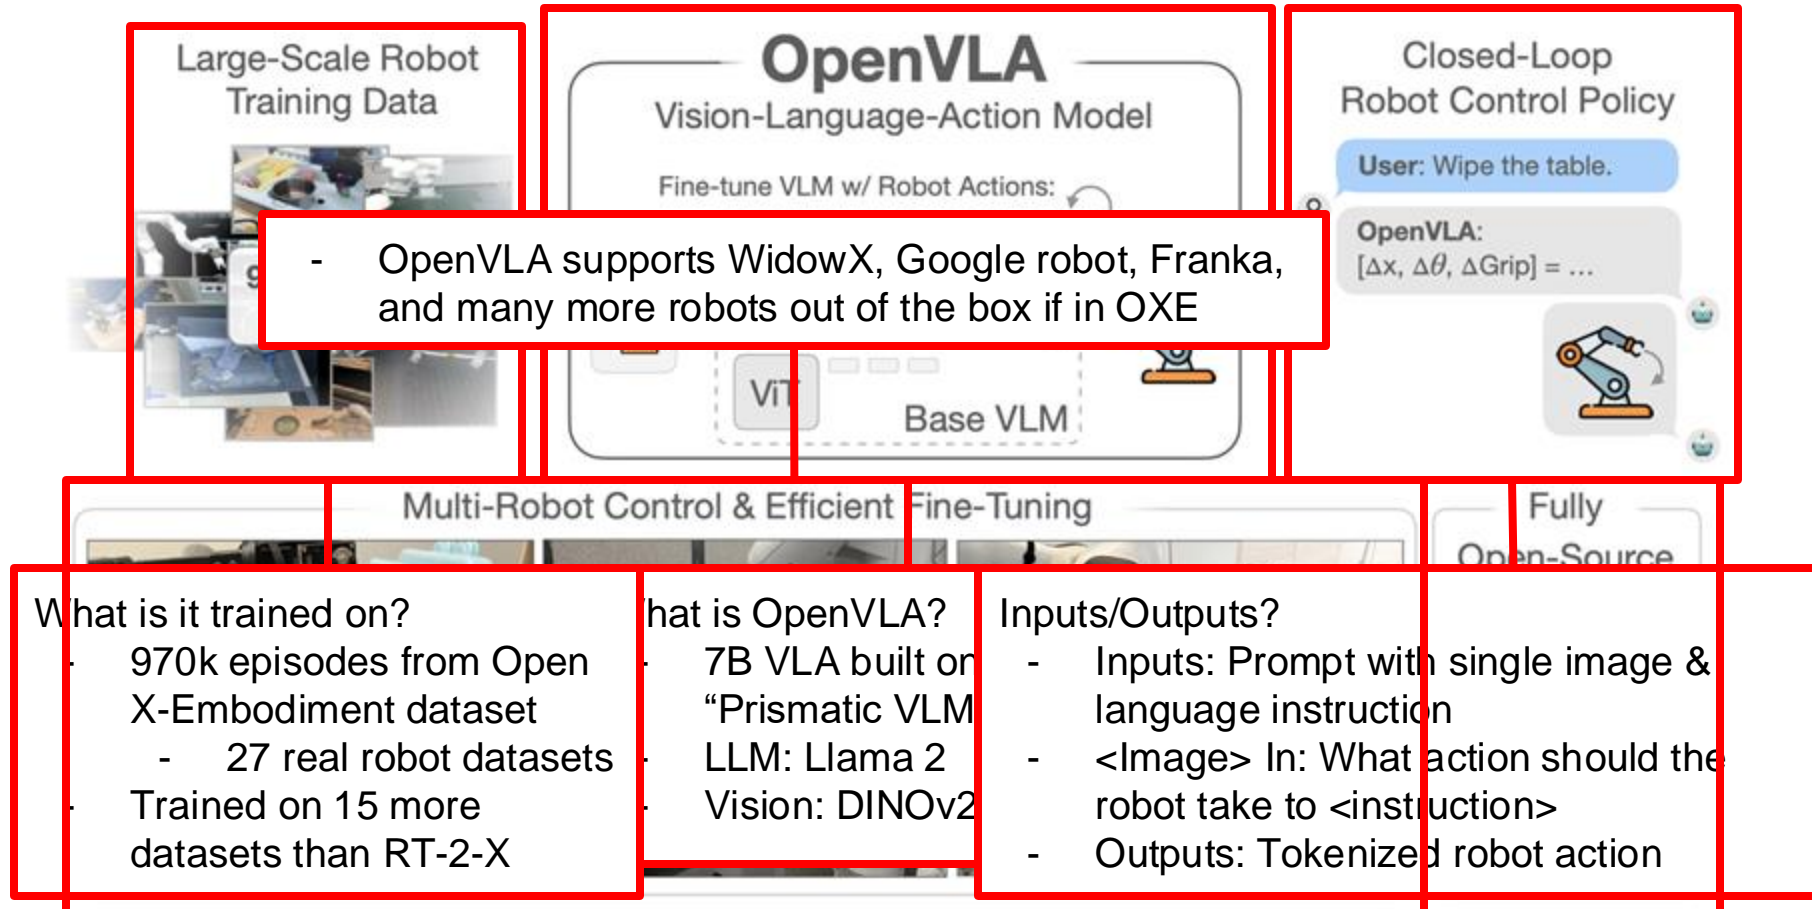 Large-Scale Robot
Training Data
OpenVLA
Vision-Language-Action Model
Fine-tune VLM w/ Robot Actions:
ViT
Base VLM
Closed-Loop
Robot Control Policy
User: Wipe the table.
OpenVLA:
[Δx, Δθ, ΔGrip] = …
- OpenVLA supports WidowX, Google robot, Franka,
and many more robots out of the box if in OXE
Multi-Robot Control & Efficient Fine-Tuning
Fully
Open-Source
What is it trained on?
- 970k episodes from Open
X-Embodiment dataset
- 27 real robot datasets
- Trained on 15 more
datasets than RT-2-X
hat is OpenVLA?
- 7B VLA built on
“Prismatic VLM
- LLM: Llama 2
- Vision: DINOv2
Inputs/Outputs?
- Inputs: Prompt with single image &
language instruction
- <Image> In: What action should the
robot take to <instruction>
- Outputs: Tokenized robot action